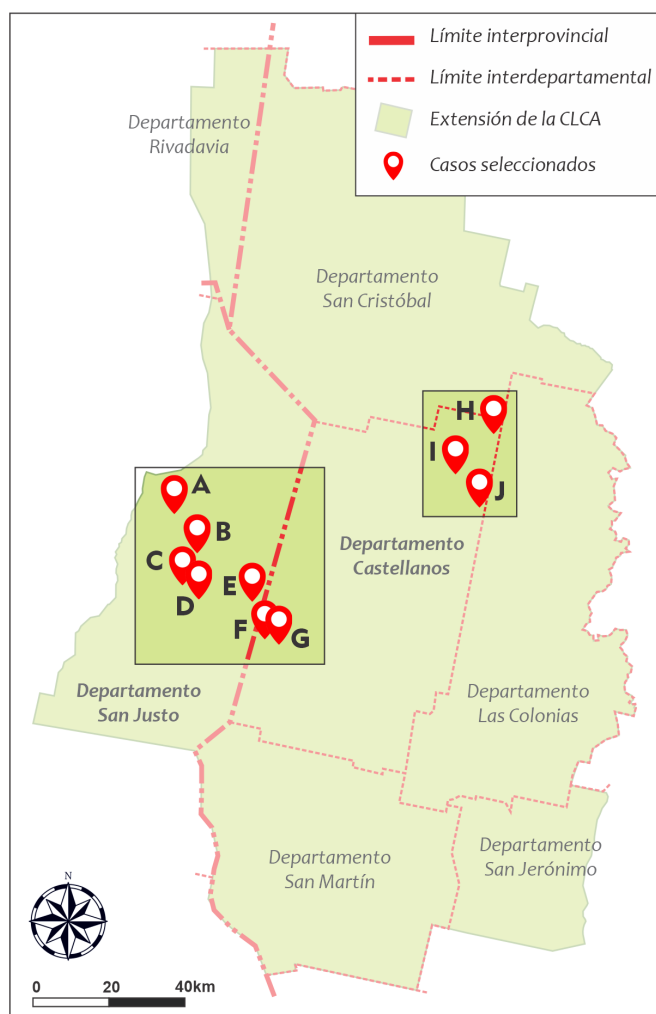 Límite interprovincial
Límite interdepartamental
Extensión de la CLCA
Casos seleccionados
Departamento
Rivadavia
Departamento
San Cristóbal
H
I
J
A
B
C
D
E
F
G
Departamento
Castellanos
Departamento
San Justo
Departamento
Las Colonias
Departamento
San Martín
Departamento
San Jerónimo
N
0 20 40km